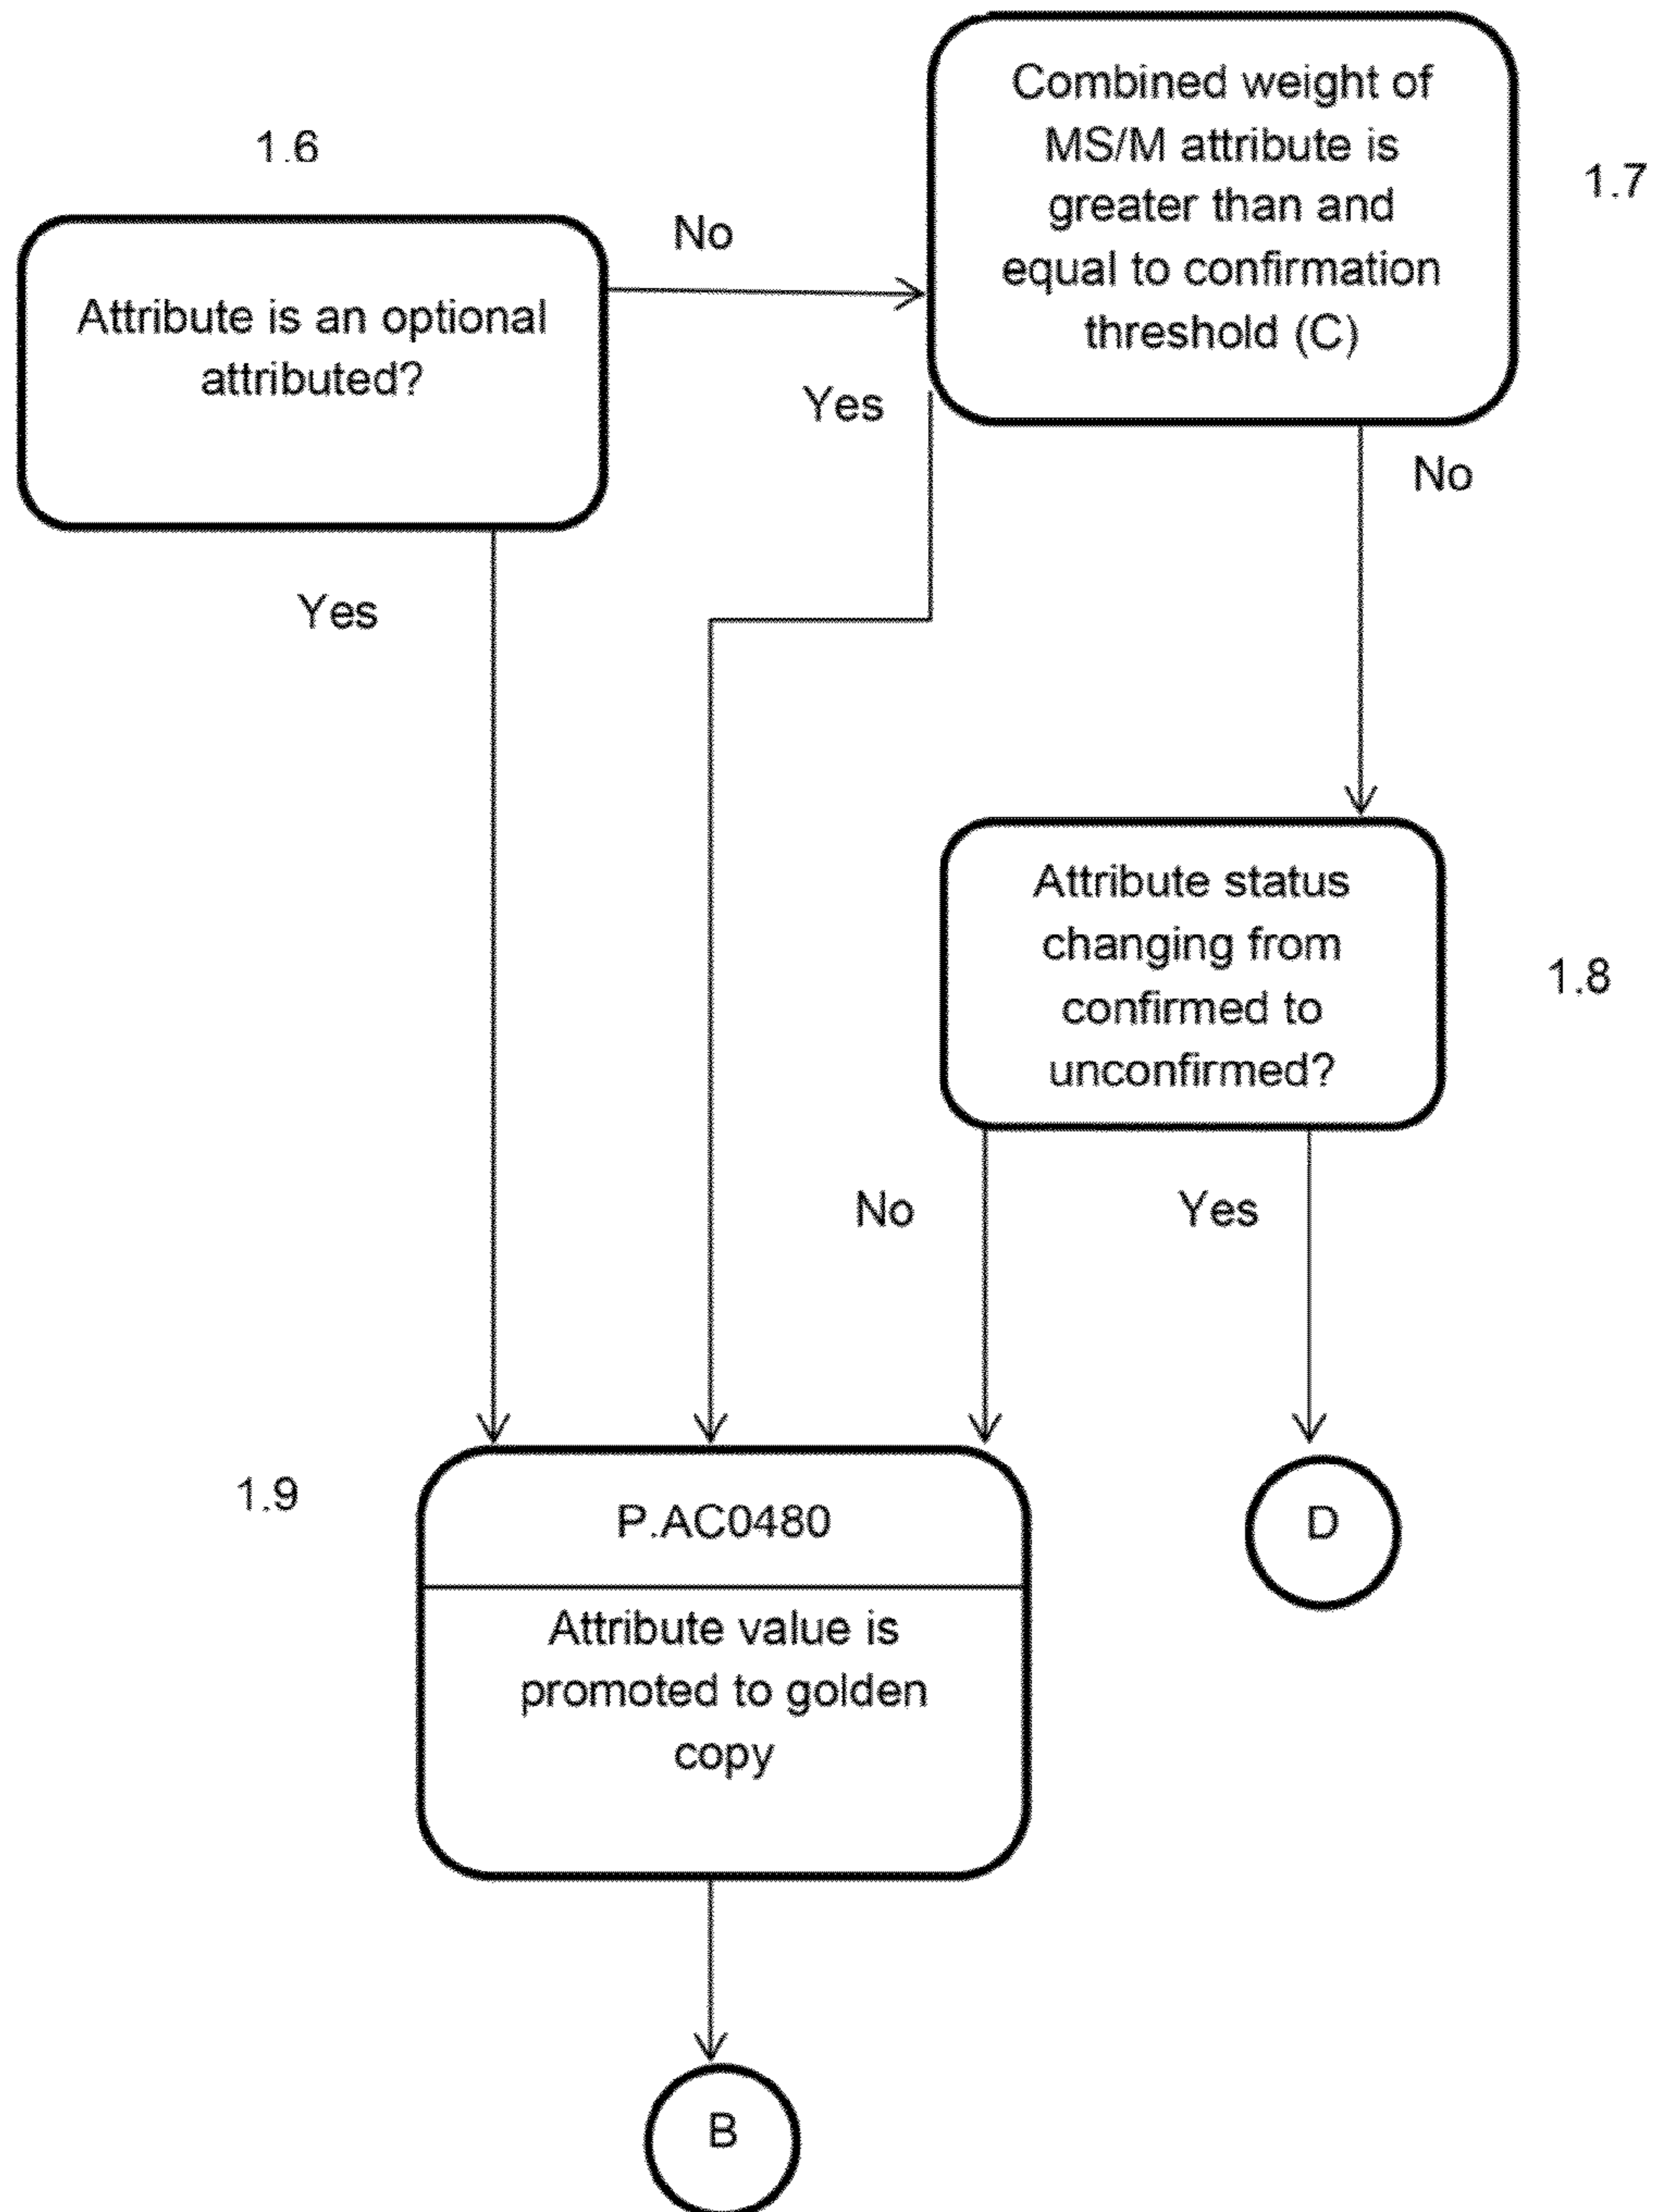 1.6
Combined weight of
MS/M attribute is
greater than and
equal to confirmation
threshold (C)
1.7
No
Attribute is an optional
attributed?
Yes
No
Yes
Attribute status
changing from
confirmed to
unconfirmed?
1.8
No
Yes
1.9
P.AC0480
Attribute value is
promoted to golden
copy
D
B